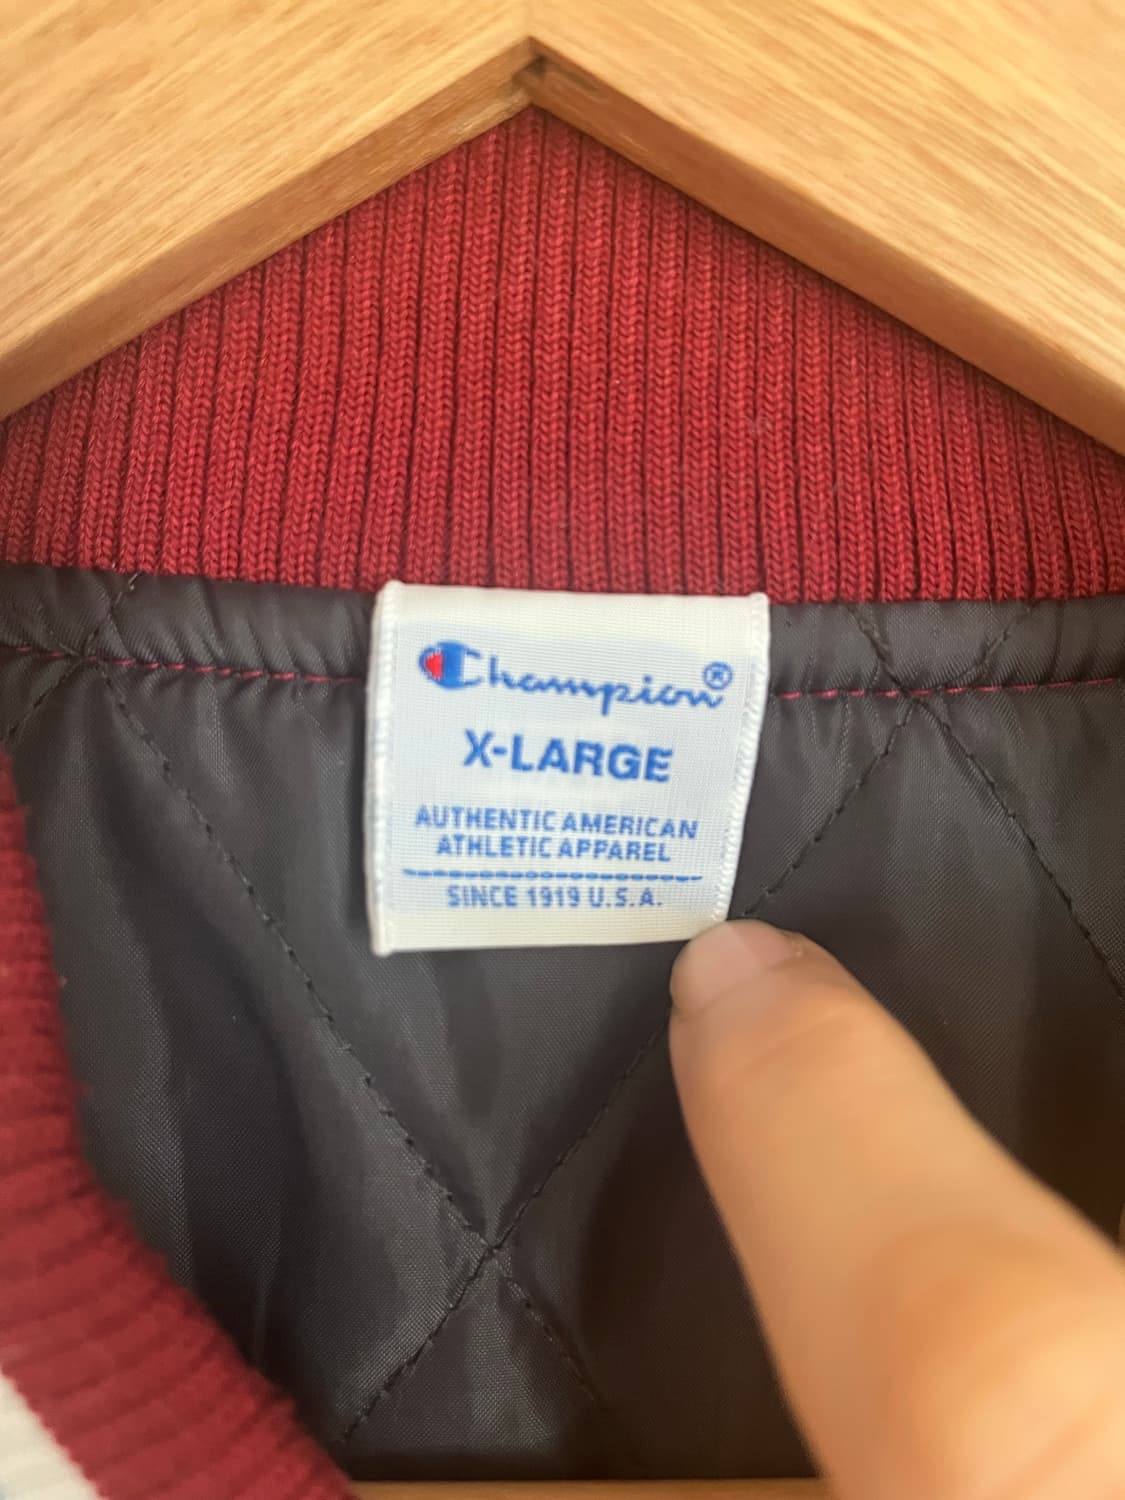 Champion®
X-LARGE
AUTHENTIC AMERICAN
ATHLETIC APPAREL
SINCE 1919 U.S.A.